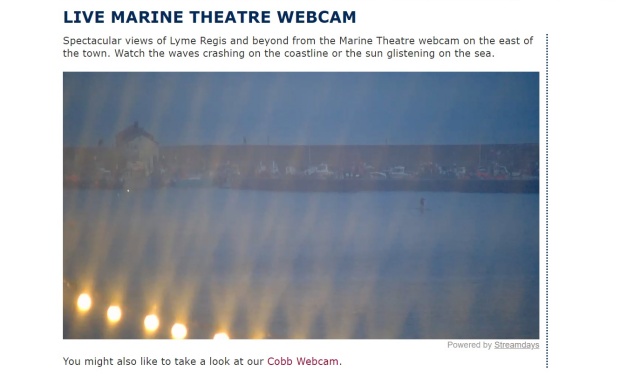 LIVE MARINE THEATRE WEBCAM
Spectacular views of Lyme Regis and beyond from the Marine Theatre webcam on the east of
the town. Watch the waves crashing on the coastline or the sun glistening on the sea.
Powered by Streamdays
You might also like to take a look at our Cobb Webcam.